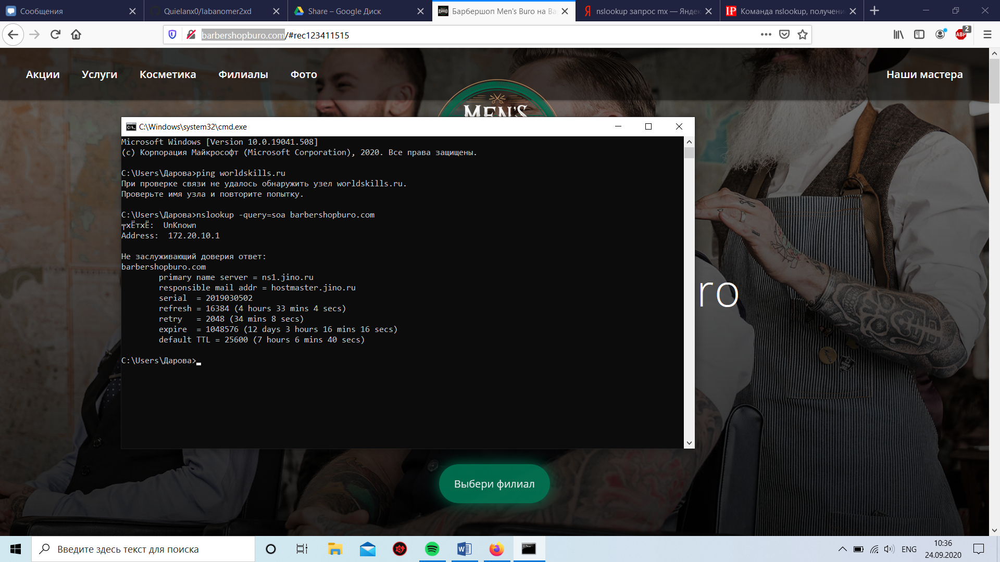 Сообщения
Quielanx0/labanomer2xd
Share – Google Диск
Барбершоп Men's Buro на Ва
nslookup запрос mx — Яндек
Команда nslookup, получени
barbershopburo.com/#rec123411515
ABP
2
Акции
Услуги
Косметика
Филиалы
Фото
Наши мастера
MEN'S
C:\Windows\system32\cmd.exe
Microsoft Windows [Version 10.0.19041.508]
(c) Корпорация Майкрософт (Microsoft Corporation), 2020. Все права защищены.
C:\Users\Дарова>ping worldskills.ru
При проверке связи не удалось обнаружить узел worldskills.ru.
Проверьте имя узла и повторите попытку.
C:\Users\Дарова>nslookup -query=soa barbershopburo.com
╤хЁтхЁ:  UnKnown
Address:  172.20.10.1
Не заслуживающий доверия ответ:
barbershopburo.com
primary name server = ns1.jino.ru
responsible mail addr = hostmaster.jino.ru
serial  = 2019030502
refresh = 16384 (4 hours 33 mins 4 secs)
retry   = 2048 (34 mins 8 secs)
expire  = 1048576 (12 days 3 hours 16 mins 16 secs)
default TTL = 25600 (7 hours 6 mins 40 secs)
C:\Users\Дарова>
ro
Выбери филиал
Введите здесь текст для поиска
ENG
10:36
24.09.2020